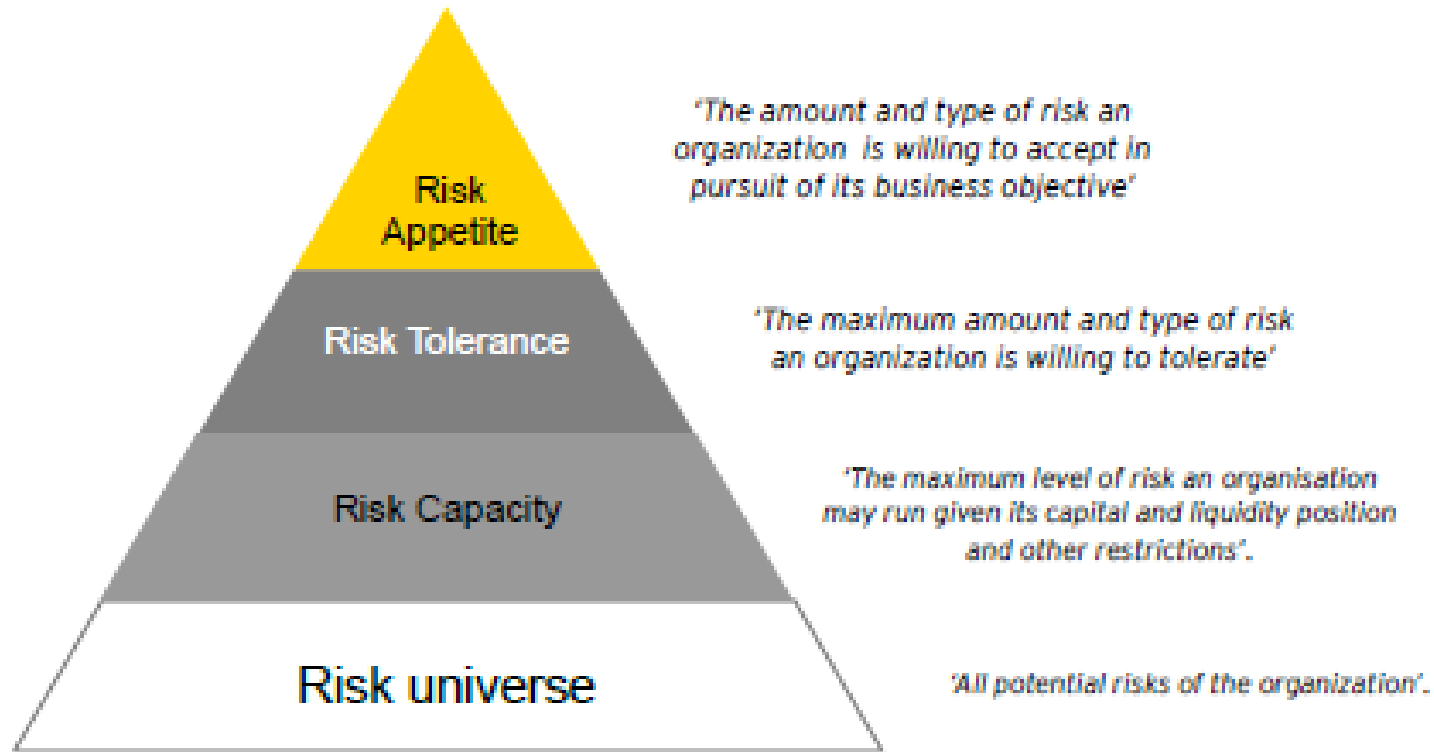 'The amount and type of risk an
organization is willing to accept in
pursuit of its business objective'
Risk
Appetite
'The maximum amount and type of risk
an organization is willing to tolerate'
Risk Tolerance
'The maximum level of risk an organisation
may run given its capital and liquidity position
and other restrictions'.
Risk Capacity
Risk universe
'All potential risks of the organization'.